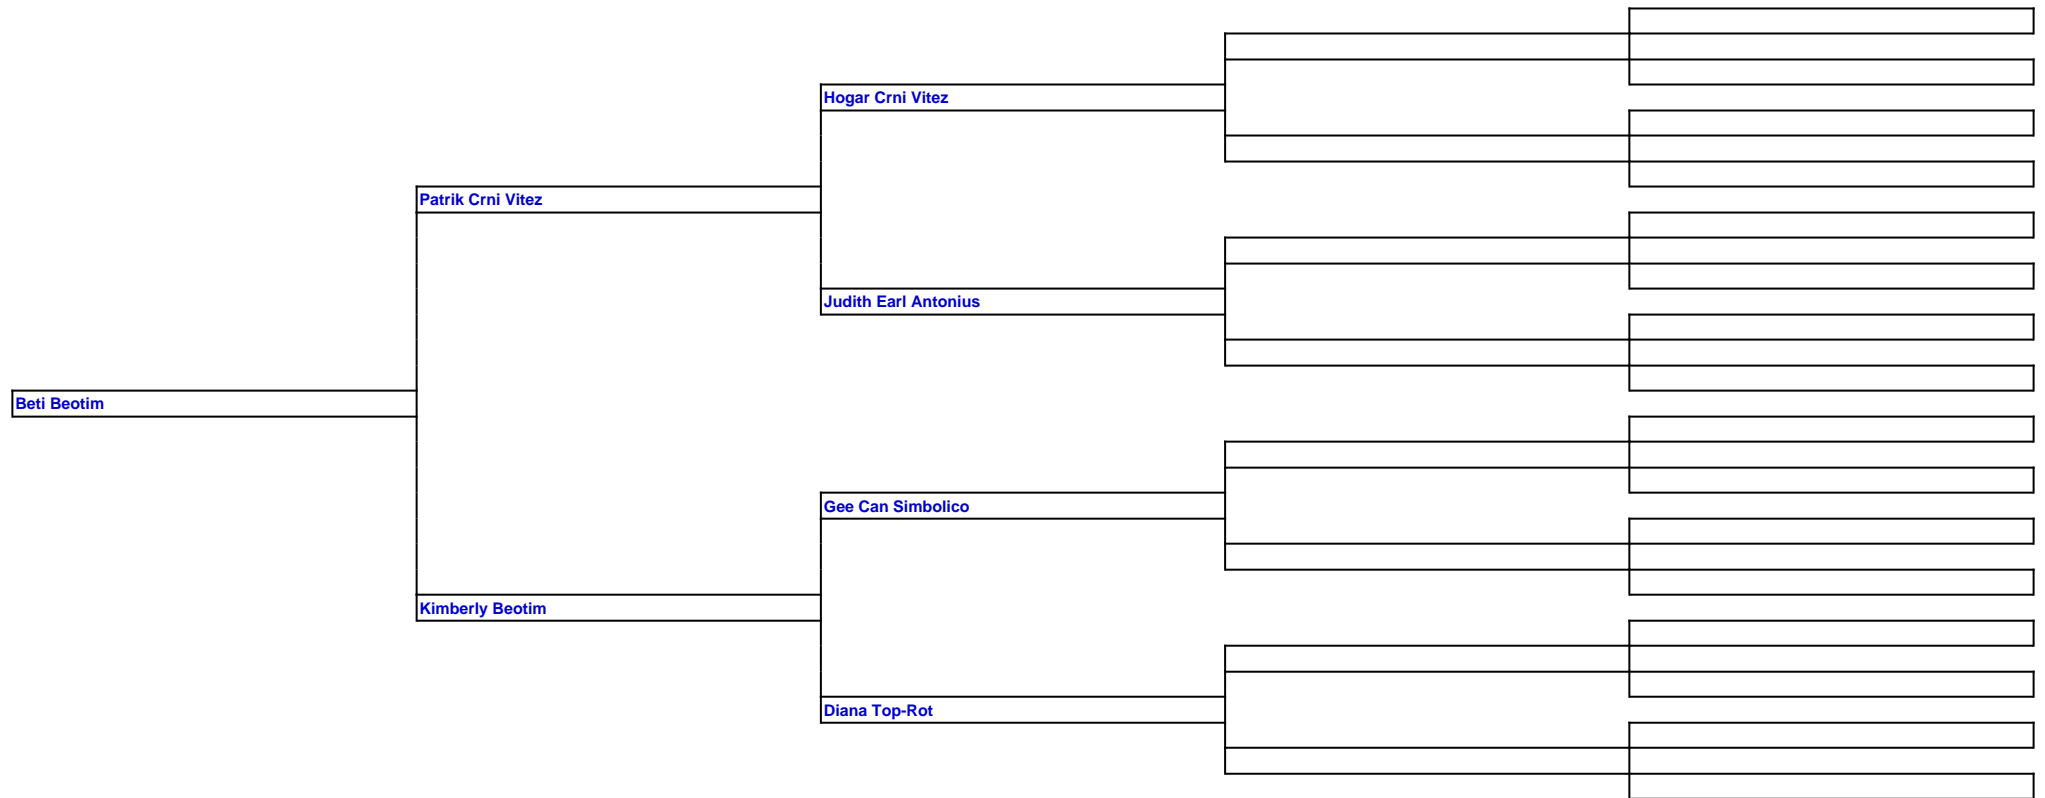 Hogar Crni Vitez
Patrik Crni Vitez
Judith Earl Antonius
Beti Beotim
Gee Can Simbolico
Kimberly Beotim
Diana Top-Rot